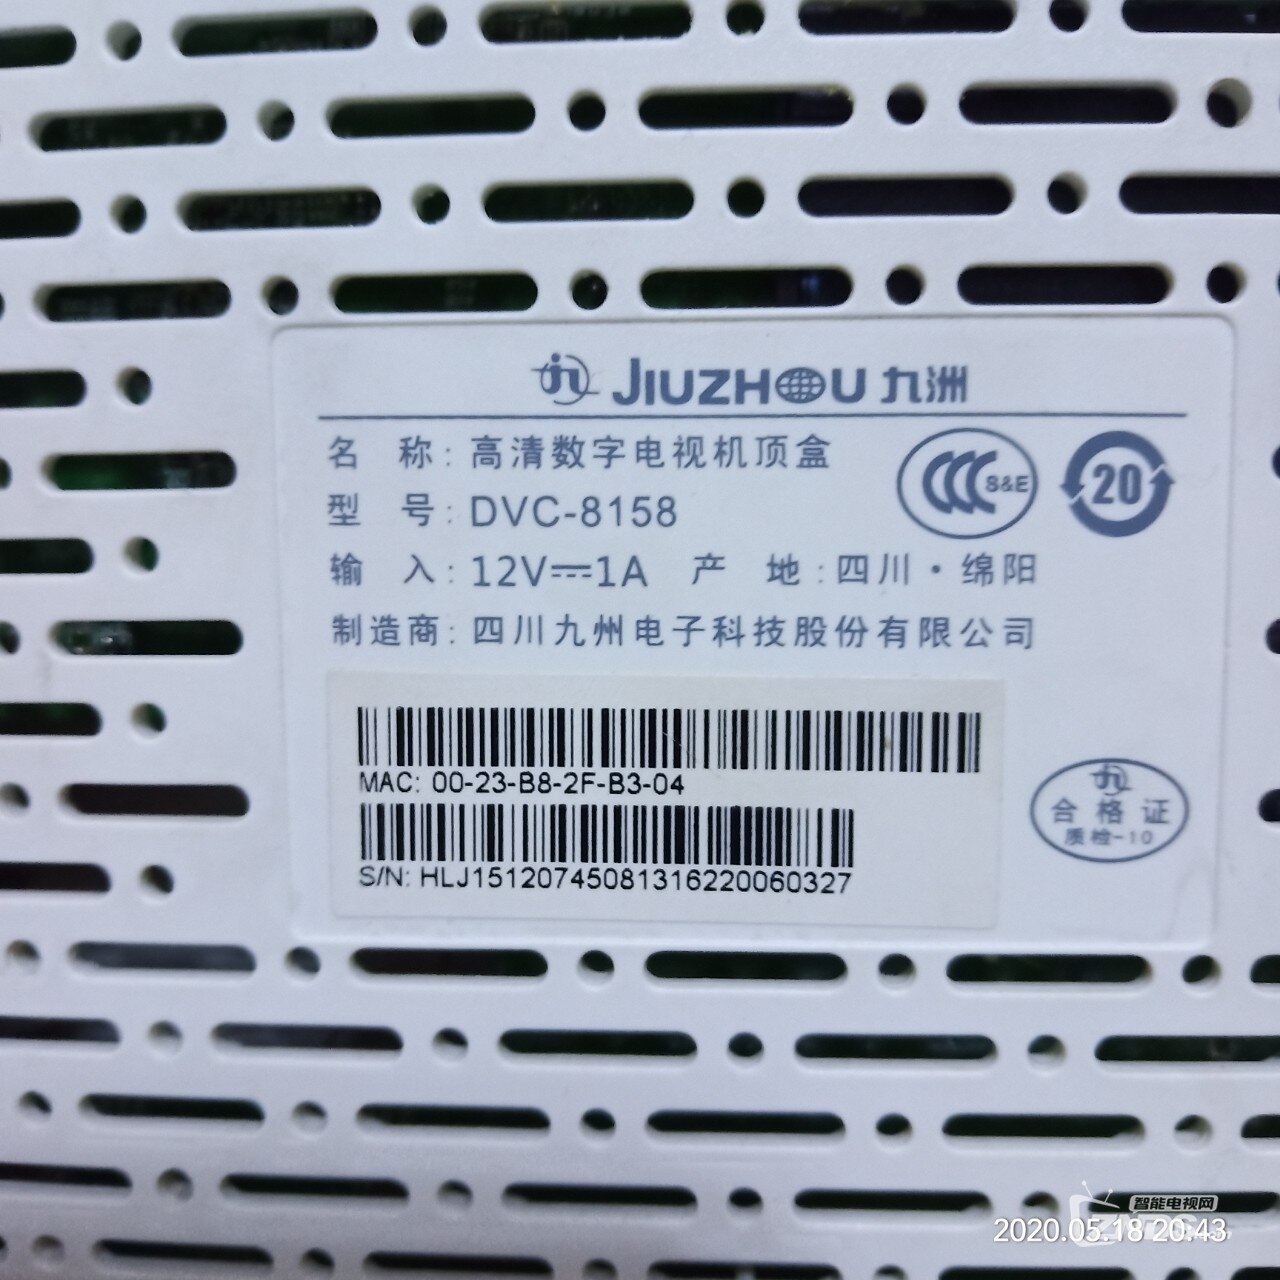 JIUZHOU 九洲
名 称: 高清数字电视机顶盒
型 号: DVC-8158
S&E
20
输 入: 12V⎓1A 产 地: 四川·绵阳
制造商: 四川九州电子科技股份有限公司
MAC: 00-23-B8-2F-B3-04
S/N: HLJ15120745081316220060327
合格证
质检-10
智能电视网
2020.05.18 20:43